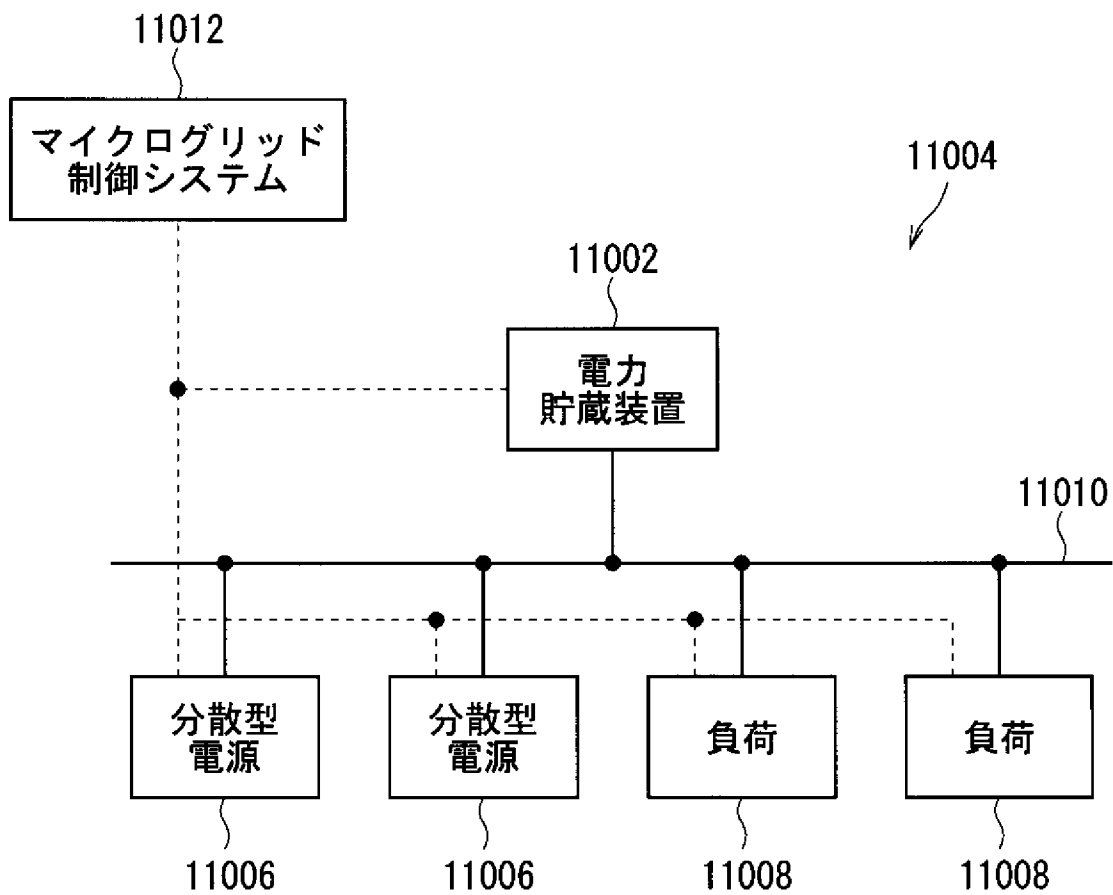 11012
マイクログリッド
制御システム
11004
11002
電力
貯蔵装置
11010
分散型
電源
分散型
電源
負荷
負荷
11006
11006
11008
11008